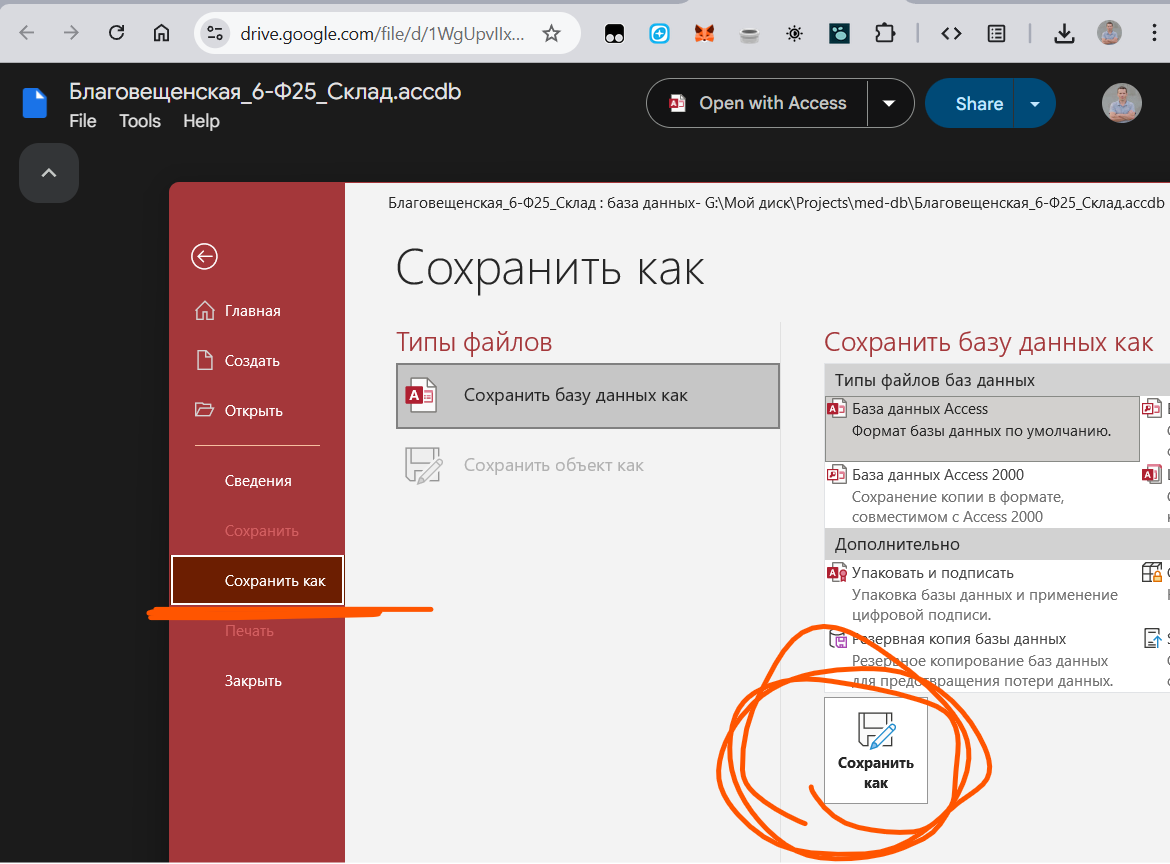 drive.google.com/file/d/1WgUpvIlx...
Благовещенская_6-Ф25_Склад.accdb
File Tools Help
Open with Access
Share
Благовещенская_6-Ф25_Склад : база данных- G:\Мой диск\Projects\med-db\Благовещенская_6-Ф25_Склад.accdb
Сохранить как
Главная
Создать
Открыть
Сведения
Сохранить
Сохранить как
Печать
Закрыть
Типы файлов
Сохранить базу данных как
Сохранить объект как
Сохранить базу данных как
Типы файлов баз данных
База данных Access
Формат базы данных по умолчанию.
База данных Access 2000
Сохранение копии в формате,
совместимом с Access 2000
Дополнительно
Упаковать и подписать
Упаковка базы данных и применение
цифровой подписи.
Резервная копия базы данных
Резервное копирование баз данных
для предотвращения потери данных.
Сохранить
как